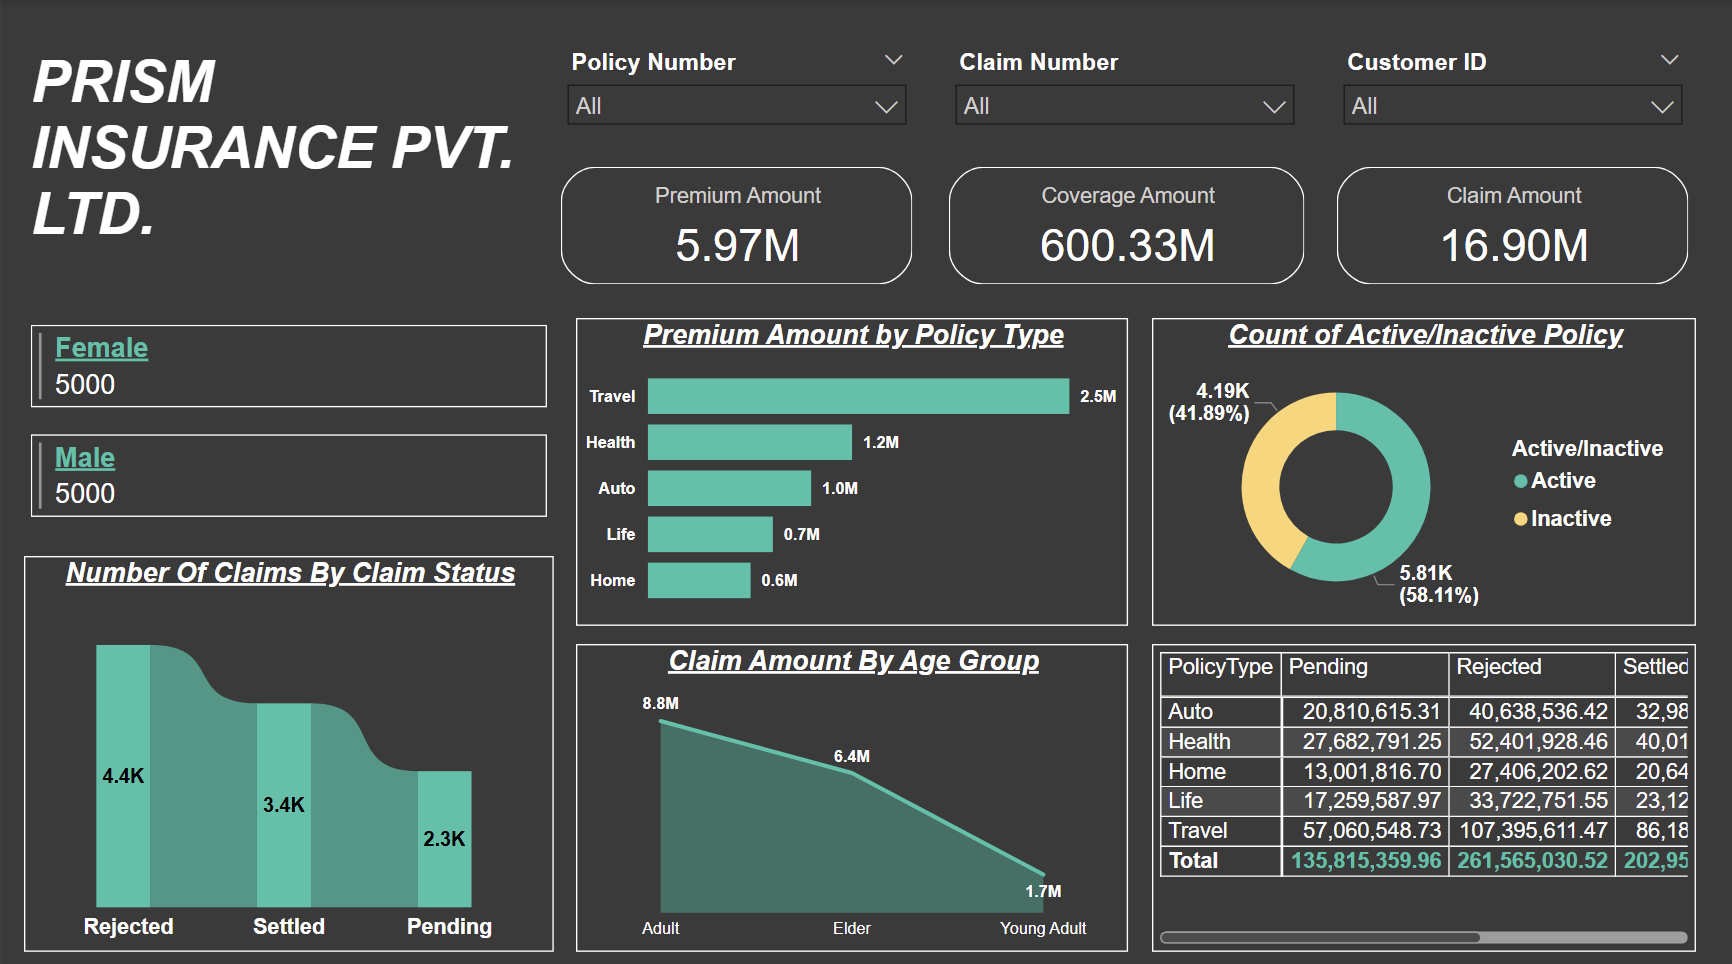 PRISM
INSURANCE PVT.
LTD.
Policy Number
All
Claim Number
All
Customer ID
All
Premium Amount
5.97M
Coverage Amount
600.33M
Claim Amount
16.90M
Female
5000
Male
5000
Number Of Claims By Claim Status
4.4K
3.4K
2.3K
Rejected Settled Pending
Premium Amount by Policy Type
Travel 2.5M
Health 1.2M
Auto 1.0M
Life 0.7M
Home 0.6M
Count of Active/Inactive Policy
4.19K
(41.89%)
5.81K
(58.11%)
Active/Inactive
Active
Inactive
Claim Amount By Age Group
8.8M
6.4M
1.7M
Adult Elder Young Adult
PolicyType Pending Rejected Settled
Auto 20,810,615.31 40,638,536.42 32,98
Health 27,682,791.25 52,401,928.46 40,01
Home 13,001,816.70 27,406,202.62 20,64
Life 17,259,587.97 33,722,751.55 23,12
Travel 57,060,548.73 107,395,611.47 86,18
Total 135,815,359.96 261,565,030.52 202,95